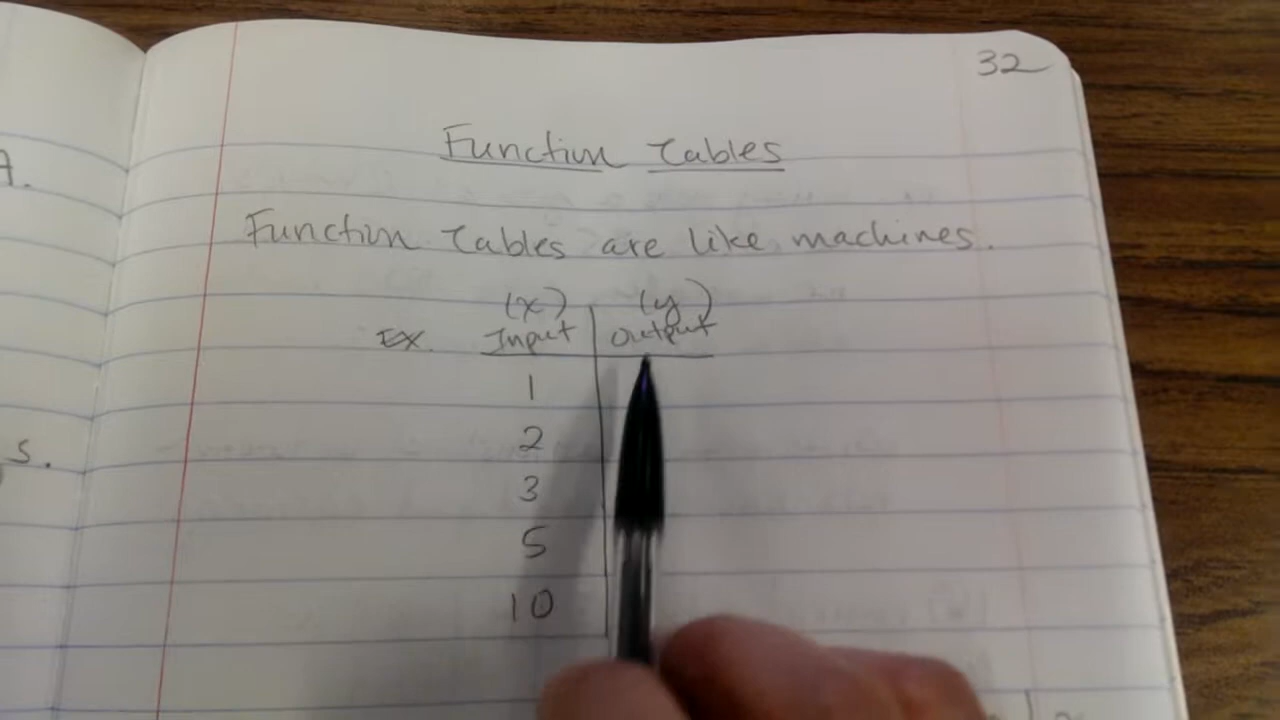 32
Function Tables
Function Tables are like machines.
(x) (y)
Ex. Input Output
1
2
3
5
10
A.
s.